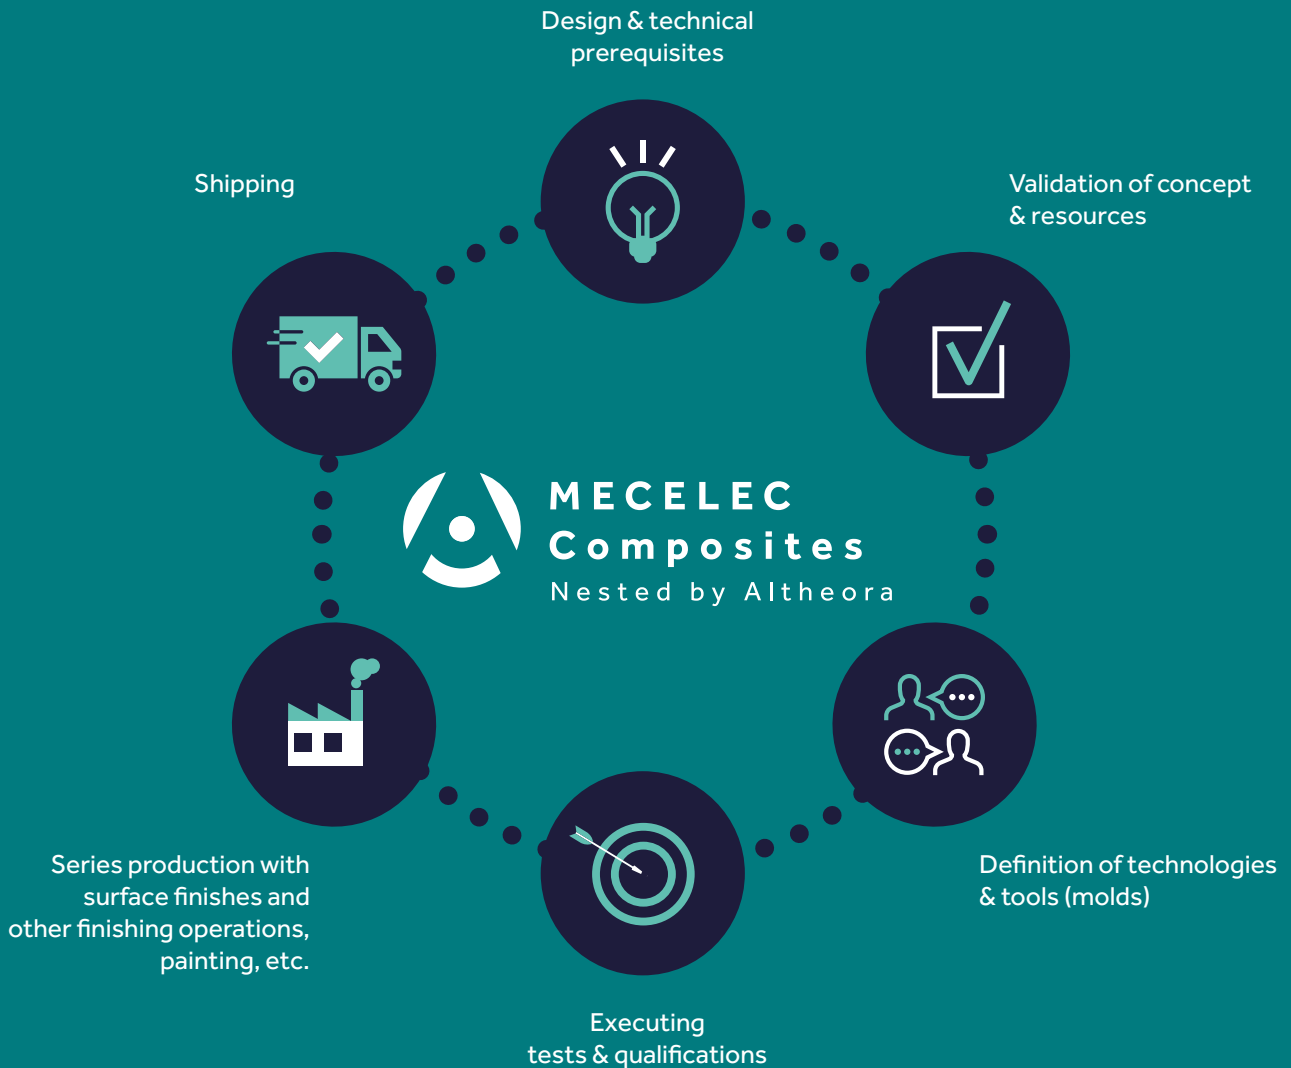 Design & technical
prerequisites
Shipping
Validation of concept
& resources
MECELEC
Composites
Nested by Altheora
Series production with
surface finishes and
other finishing operations,
painting, etc.
Definition of technologies
& tools (molds)
Executing
tests & qualifications